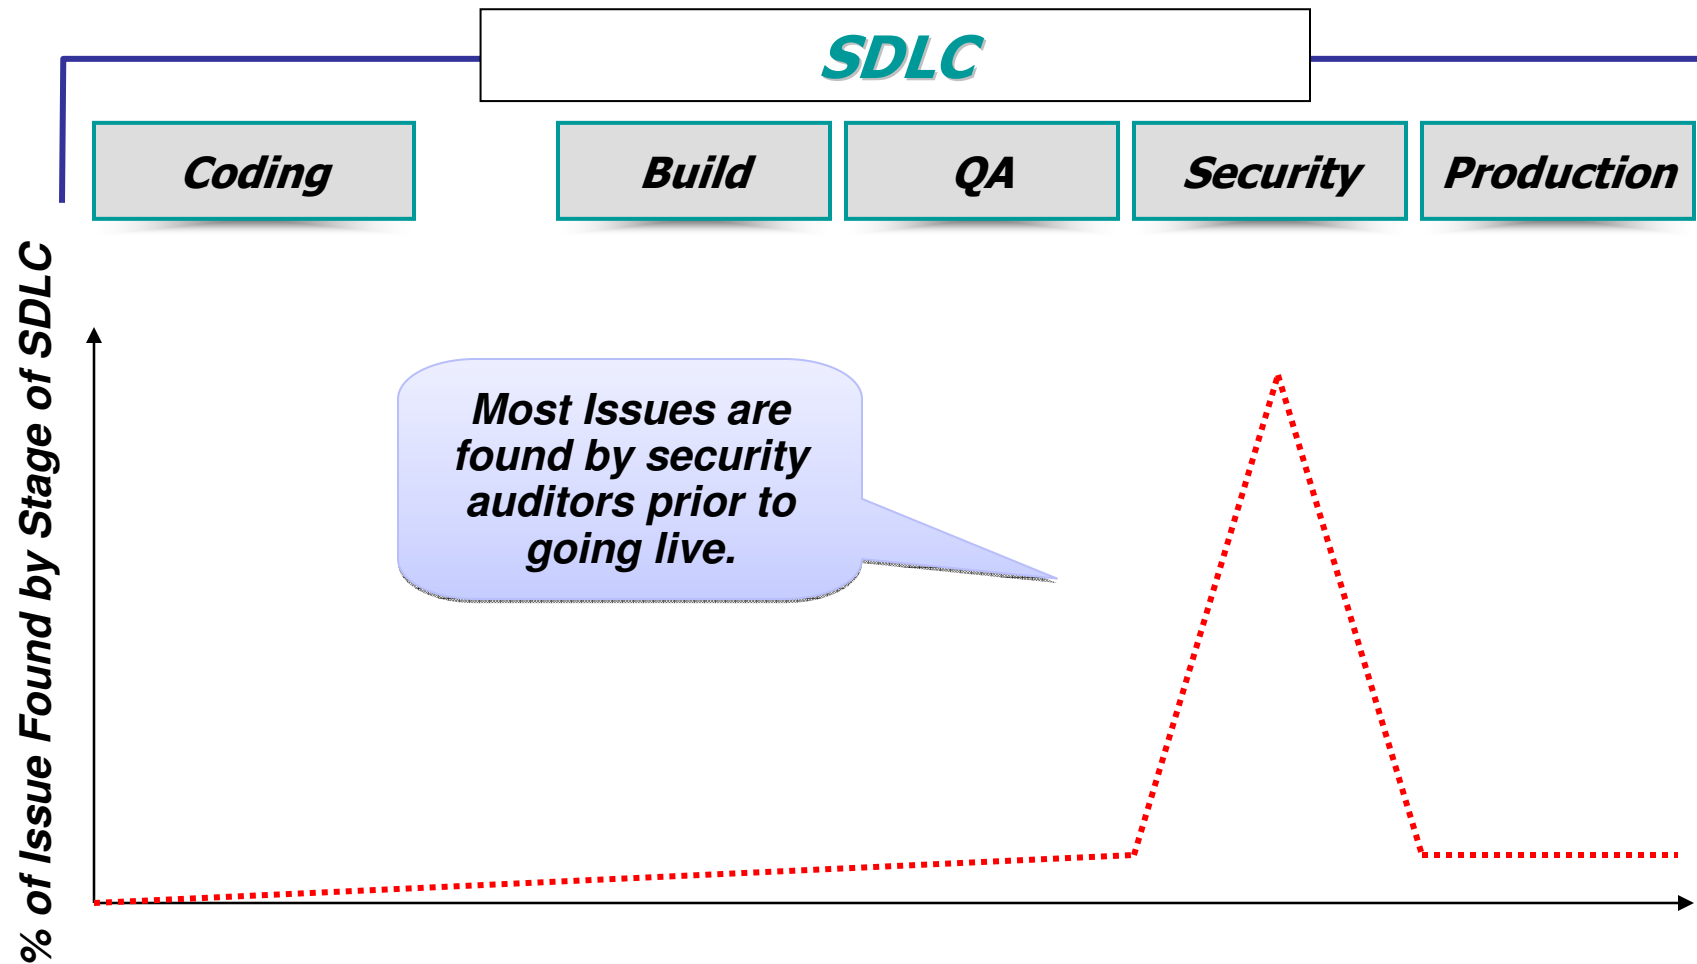 SDLC
Coding
Build
QA
Security
Production
% of Issue Found by Stage of SDLC
Most Issues are
found by security
auditors prior to
going live.